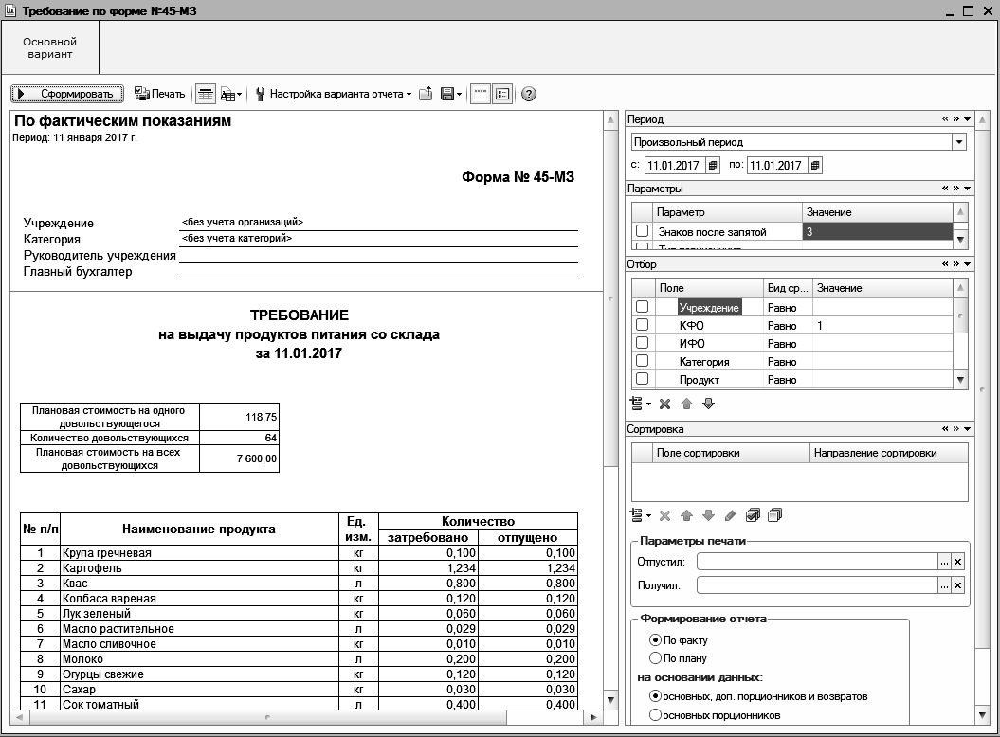 Требование по форме №45-МЗ
Основной
вариант
Сформировать
Печать
Настройка варианта отчета
По фактическим показаниям
Период: 11 января 2017 г.
Форма № 45-МЗ
Учреждение <без учета организаций>
Категория <без учета категорий>
Руководитель учреждения
Главный бухгалтер
ТРЕБОВАНИЕ
на выдачу продуктов питания со склада
за 11.01.2017
Плановая стоимость на одного
довольствующегося 118,75
Количество довольствующихся 64
Плановая стоимость на всех
довольствующихся 7 600,00
№ п/п Наименование продукта Ед. изм. Количество
затребовано отпущено
1 Крупа гречневая кг 0,100 0,100
2 Картофель кг 1,234 1,234
3 Квас л 0,800 0,800
4 Колбаса вареная кг 0,120 0,120
5 Лук зеленый кг 0,060 0,060
6 Масло растительное л 0,029 0,029
7 Масло сливочное кг 0,010 0,010
8 Молоко л 0,200 0,200
9 Огурцы свежие кг 0,120 0,120
10 Сахар кг 0,030 0,030
11 Сок томатный л 0,400 0,400
Период
Произвольный период
с: 11.01.2017 по: 11.01.2017
Параметры
Параметр Значение
Знаков после запятой 3
Отбор
Поле Вид ср... Значение
Учреждение Равно
КФО Равно 1
ИФО Равно
Категория Равно
Продукт Равно
Сортировка
Поле сортировки Направление сортировки
Параметры печати
Отпустил:
Получил:
Формирование отчета
По факту
По плану
на основании данных:
основных, доп. порционников и возвратов
основных порционников